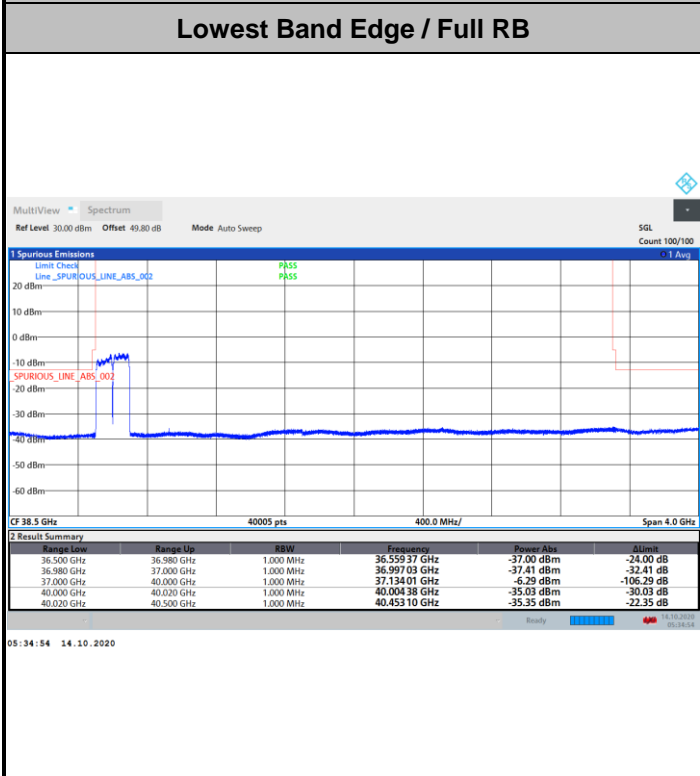 Lowest Band Edge / Full RB
MultiView Spectrum
Ref Level 30.00 dBm Offset 49.80 dB Mode Auto Sweep SGL
Count 100/100
1 Spurious Emissions 1 Avg
Limit Check PASS
Line _SPURIOUS_LINE_ABS_002 PASS
20 dBm
10 dBm
0 dBm
-10 dBm
_SPURIOUS_LINE_ABS_002
-20 dBm
-30 dBm
-40 dBm
-50 dBm
-60 dBm
CF 38.5 GHz 40005 pts 400.0 MHz/ Span 4.0 GHz
2 Result Summary
Range Low Range Up RBW Frequency Power Abs ΔLimit
36.500 GHz 36.980 GHz 1.000 MHz 36.559 37 GHz -37.00 dBm -24.00 dB
36.980 GHz 37.000 GHz 1.000 MHz 36.997 03 GHz -37.41 dBm -32.41 dB
37.000 GHz 40.000 GHz 1.000 MHz 37.134 01 GHz -6.29 dBm -106.29 dB
40.000 GHz 40.020 GHz 1.000 MHz 40.004 38 GHz -35.03 dBm -30.03 dB
40.020 GHz 40.500 GHz 1.000 MHz 40.453 10 GHz -35.35 dBm -22.35 dB
Ready 14.10.2020
05:34:54
05:34:54 14.10.2020